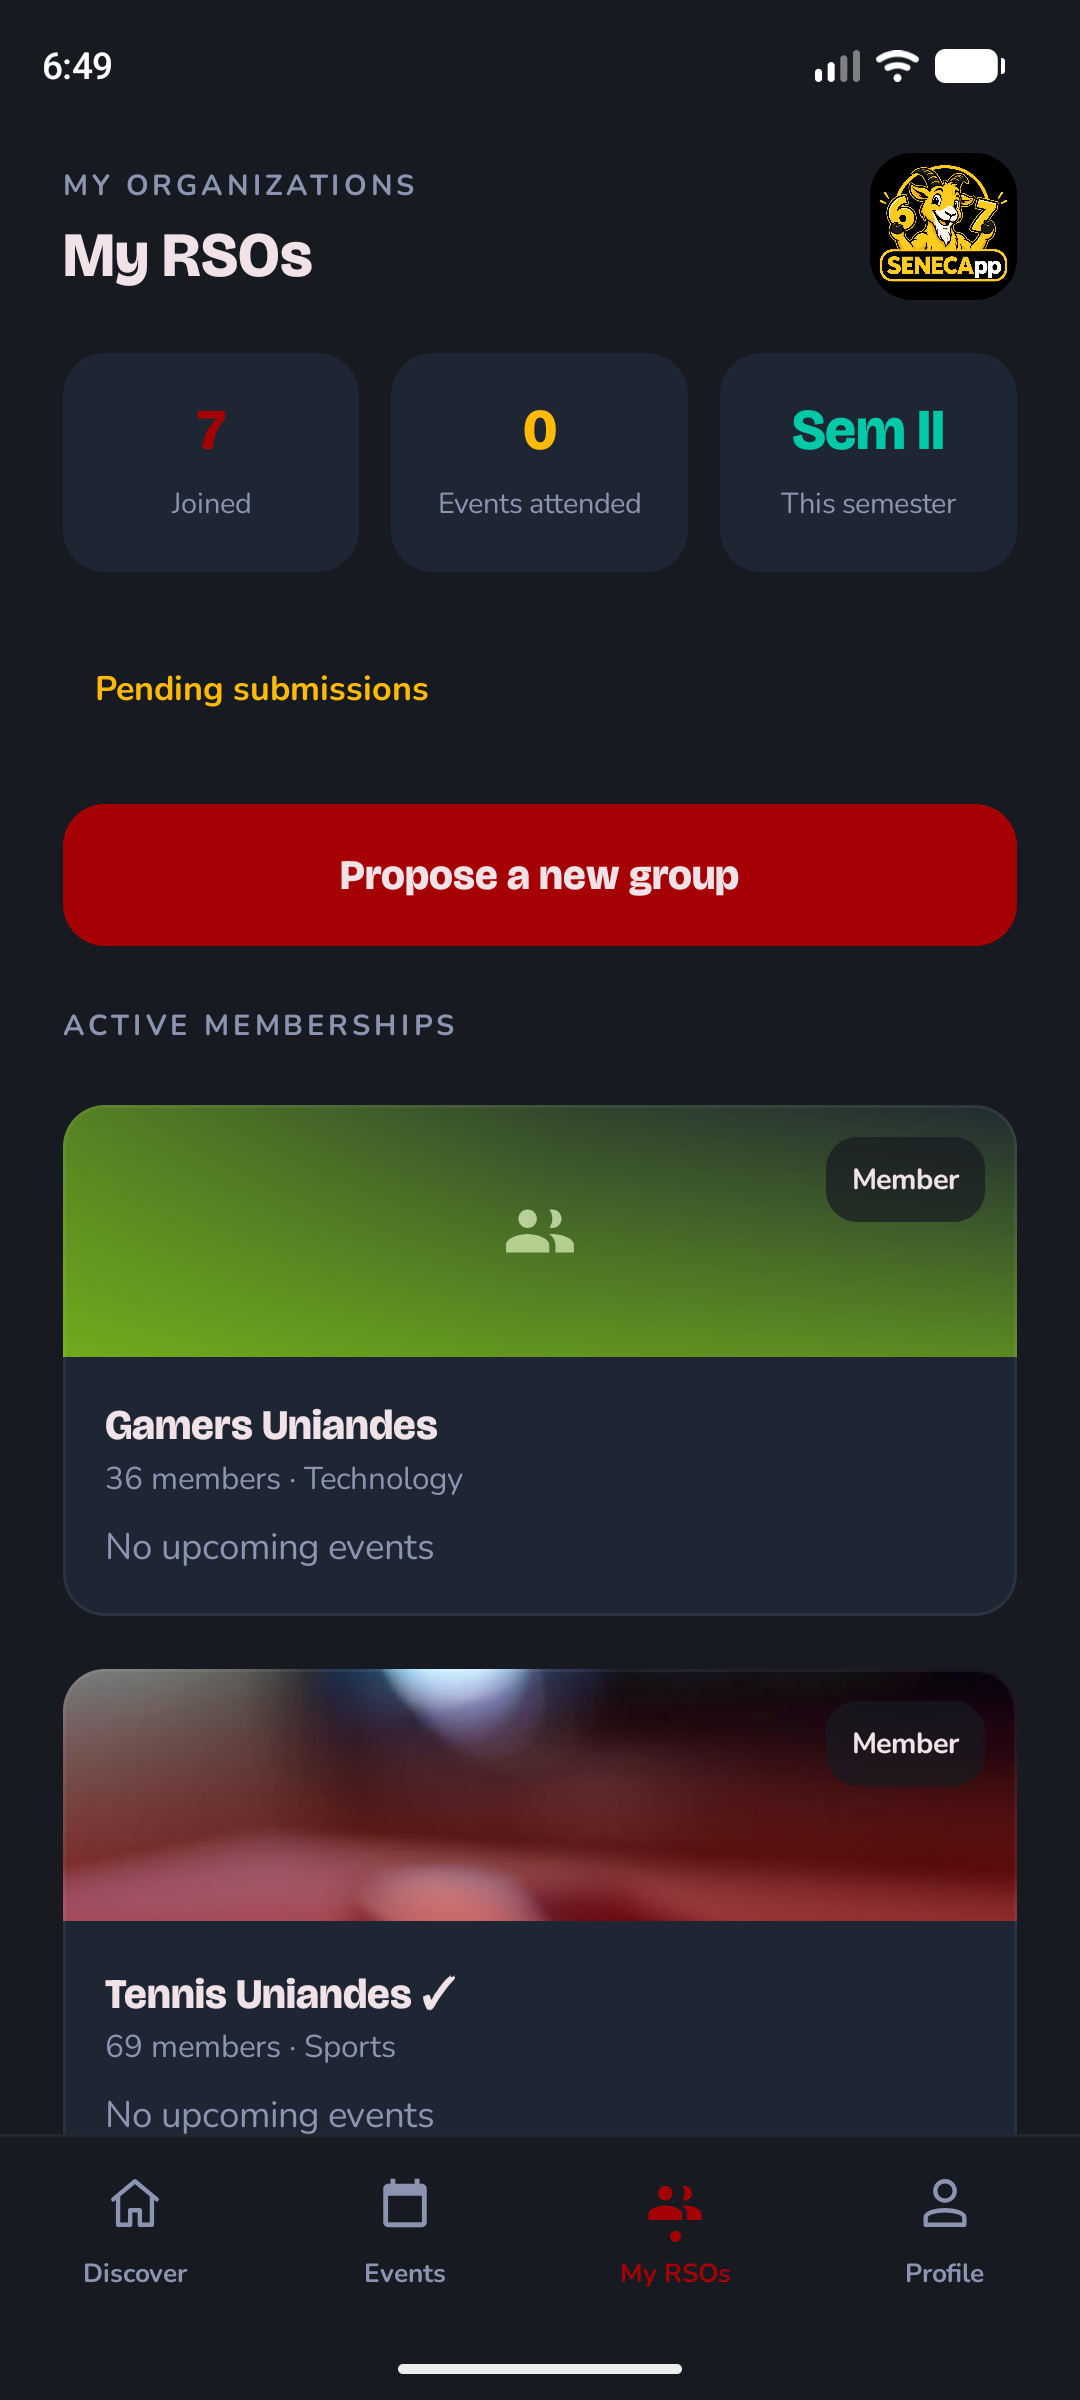 6:49
MY ORGANIZATIONS
My RSOs
6 7
SENECApp
7
Joined
0
Events attended
Sem II
This semester
Pending submissions
Propose a new group
ACTIVE MEMBERSHIPS
Member
Gamers Uniandes
36 members · Technology
No upcoming events
Member
Tennis Uniandes ✓
69 members · Sports
No upcoming events
Discover
Events
My RSOs
Profile